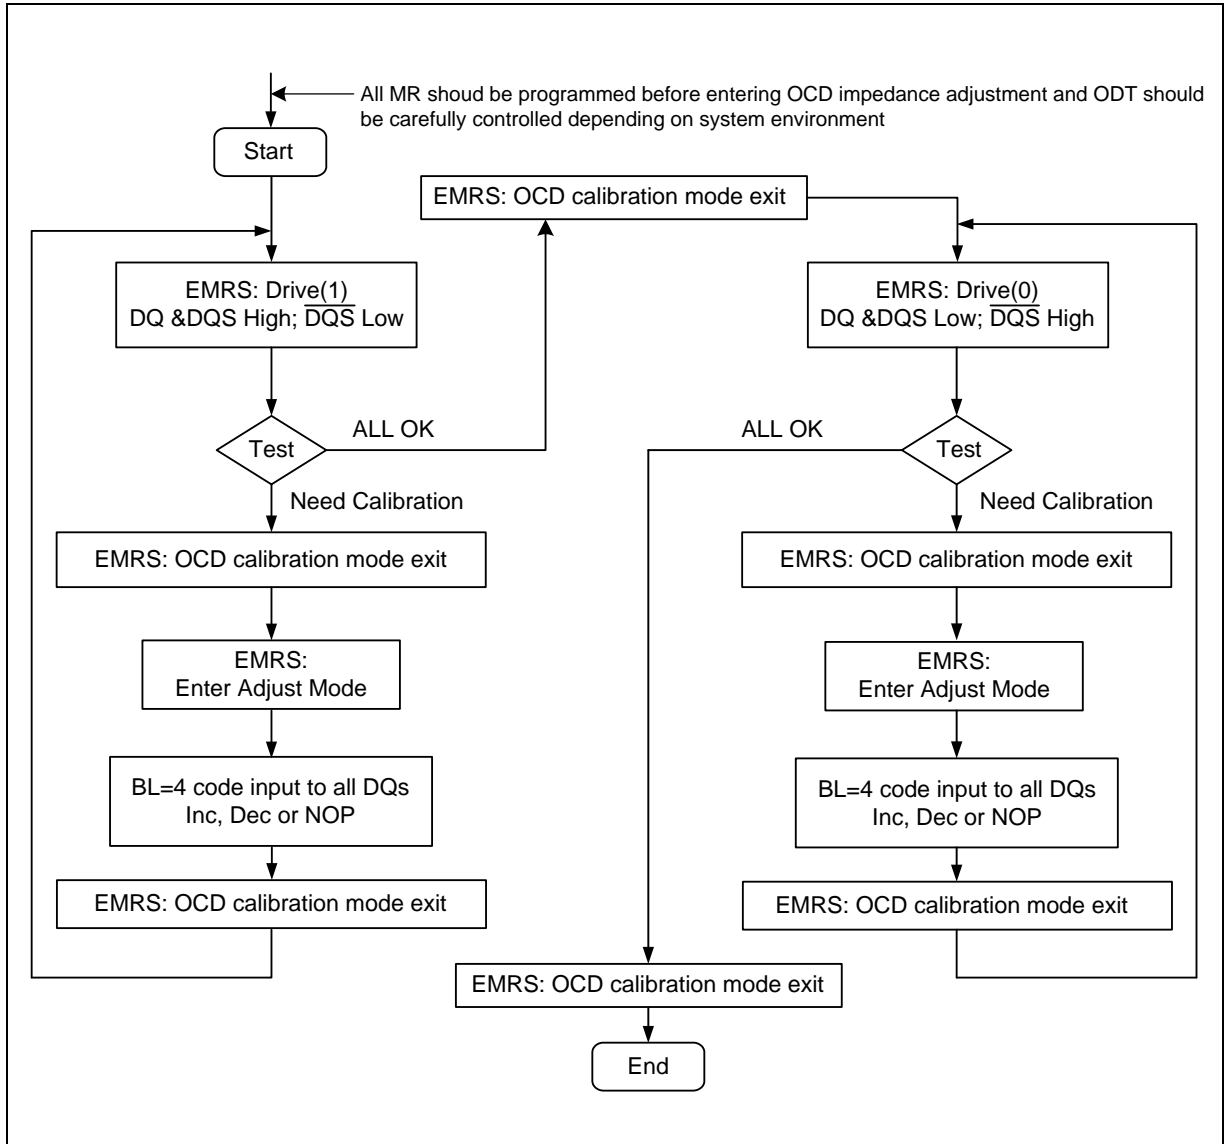 All MR shoud be programmed before entering OCD impedance adjustment and ODT should
be carefully controlled depending on system environment
Start
EMRS: OCD calibration mode exit
EMRS: Drive(1)
DQ &DQS High; D̅Q̅S̅ Low
EMRS: Drive(0)
DQ &DQS Low; D̅Q̅S̅ High
Test
ALL OK
ALL OK
Test
Need Calibration
Need Calibration
EMRS: OCD calibration mode exit
EMRS: OCD calibration mode exit
EMRS:
Enter Adjust Mode
EMRS:
Enter Adjust Mode
BL=4 code input to all DQs
Inc, Dec or NOP
BL=4 code input to all DQs
Inc, Dec or NOP
EMRS: OCD calibration mode exit
EMRS: OCD calibration mode exit
EMRS: OCD calibration mode exit
End